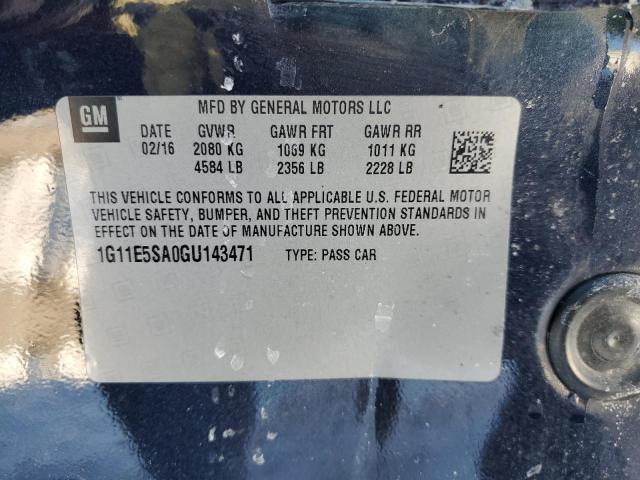 GM
MFD BY GENERAL MOTORS LLC
DATE GVWR GAWR FRT GAWR RR
02/16 2080 KG 1069 KG 1011 KG
4584 LB 2356 LB 2228 LB
THIS VEHICLE CONFORMS TO ALL APPLICABLE U.S. FEDERAL MOTOR
VEHICLE SAFETY, BUMPER, AND THEFT PREVENTION STANDARDS IN
EFFECT ON THE DATE OF MANUFACTURE SHOWN ABOVE.
1G11E5SA0GU143471 TYPE: PASS CAR